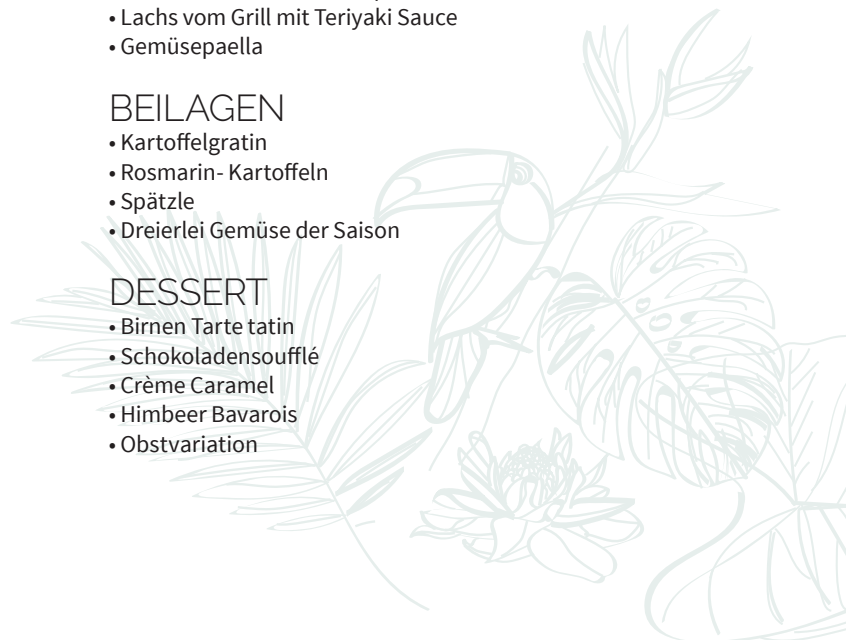 • Lachs vom Grill mit Teriyaki Sauce
• Gemüsepaella
BEILAGEN
• Kartoffelgratin
• Rosmarin- Kartoffeln
• Spätzle
• Dreierlei Gemüse der Saison
DESSERT
• Birnen Tarte tatin
• Schokoladensoufflé
• Crème Caramel
• Himbeer Bavarois
• Obstvariation